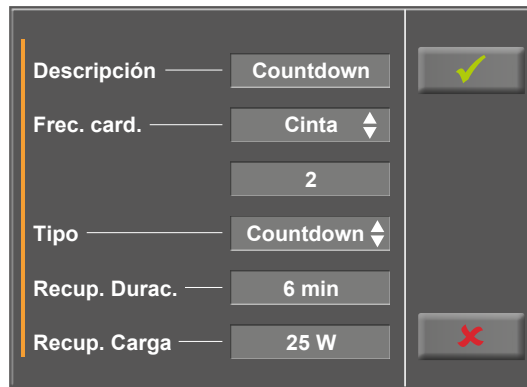 Descripción Countdown
Frec. card. Cinta
2
Tipo Countdown
Recup. Durac. 6 min
Recup. Carga 25 W